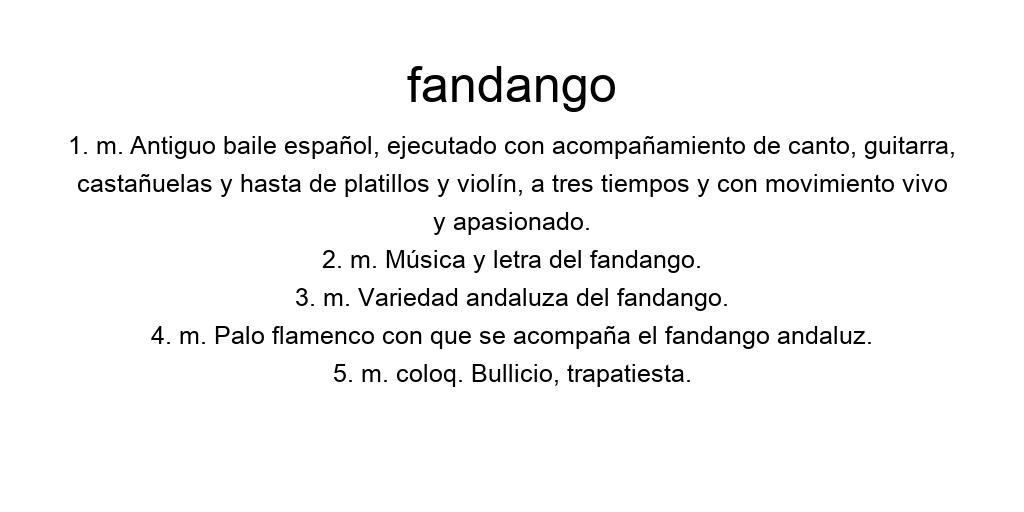 fandango
1. m. Antiguo baile español, ejecutado con acompañamiento de canto, guitarra,
castañuelas y hasta de platillos y violín, a tres tiempos y con movimiento vivo
y apasionado.
2. m. Música y letra del fandango.
3. m. Variedad andaluza del fandango.
4. m. Palo flamenco con que se acompaña el fandango andaluz.
5. m. coloq. Bullicio, trapatiesta.